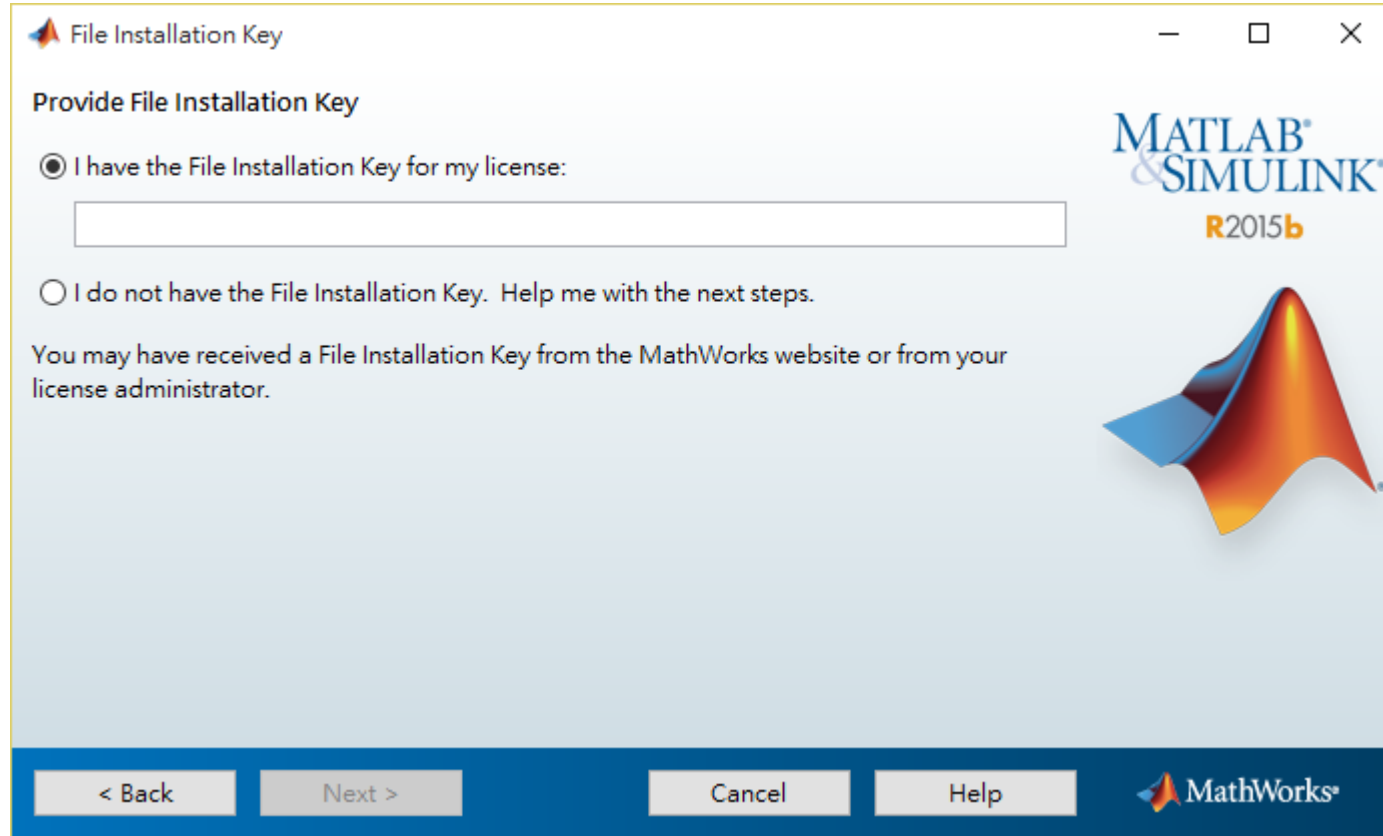 File Installation Key
Provide File Installation Key
I have the File Installation Key for my license:
I do not have the File Installation Key. Help me with the next steps.
You may have received a File Installation Key from the MathWorks website or from your
license administrator.
MATLAB®
&SIMULINK®
R2015b
®
< Back
Next >
Cancel
Help
MathWorks®